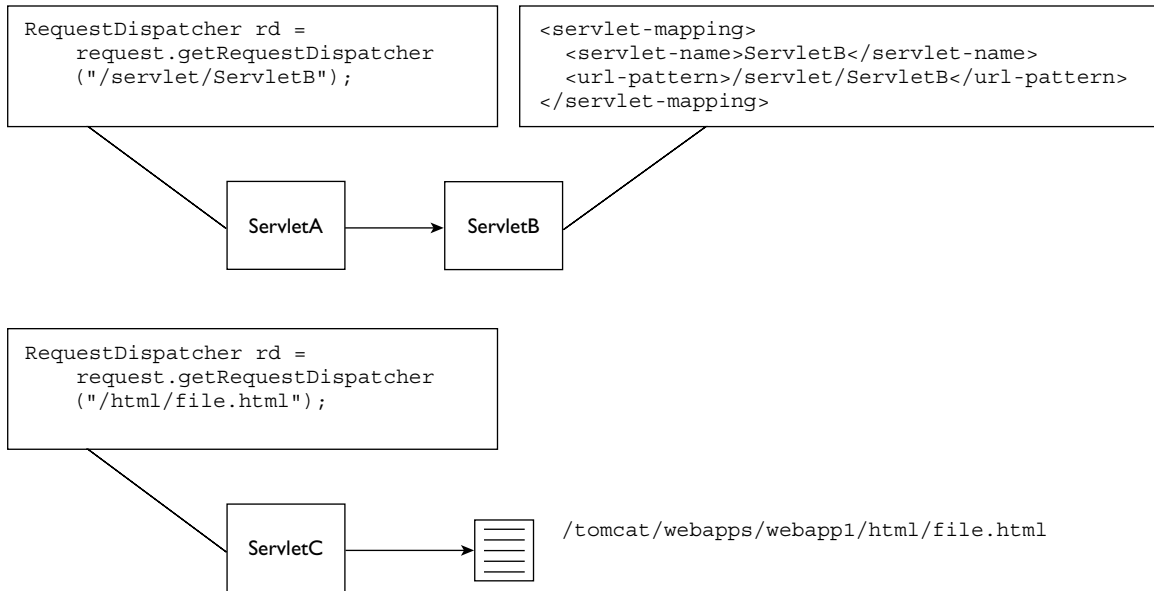 RequestDispatcher rd =
    request.getRequestDispatcher
    ("/servlet/ServletB");
<servlet-mapping>
  <servlet-name>ServletB</servlet-name>
  <url-pattern>/servlet/ServletB</url-pattern>
</servlet-mapping>
ServletA
ServletB
RequestDispatcher rd =
    request.getRequestDispatcher
    ("/html/file.html");
ServletC
/tomcat/webapps/webapp1/html/file.html